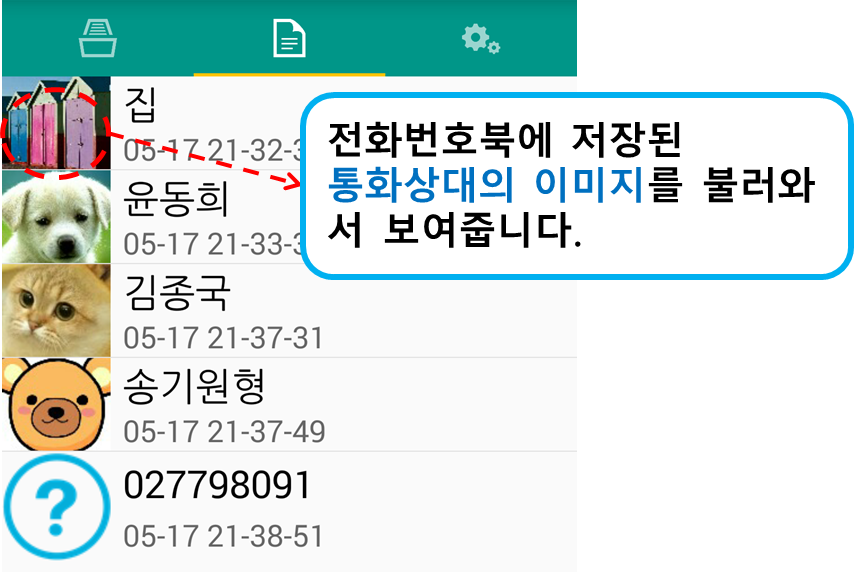 집
05-17 21-32-3
전화번호북에 저장된
통화상대의 이미지를 불러와
서 보여줍니다.
윤동희
05-17 21-33-3
김종국
05-17 21-37-31
송기원형
05-17 21-37-49
?
027798091
05-17 21-38-51